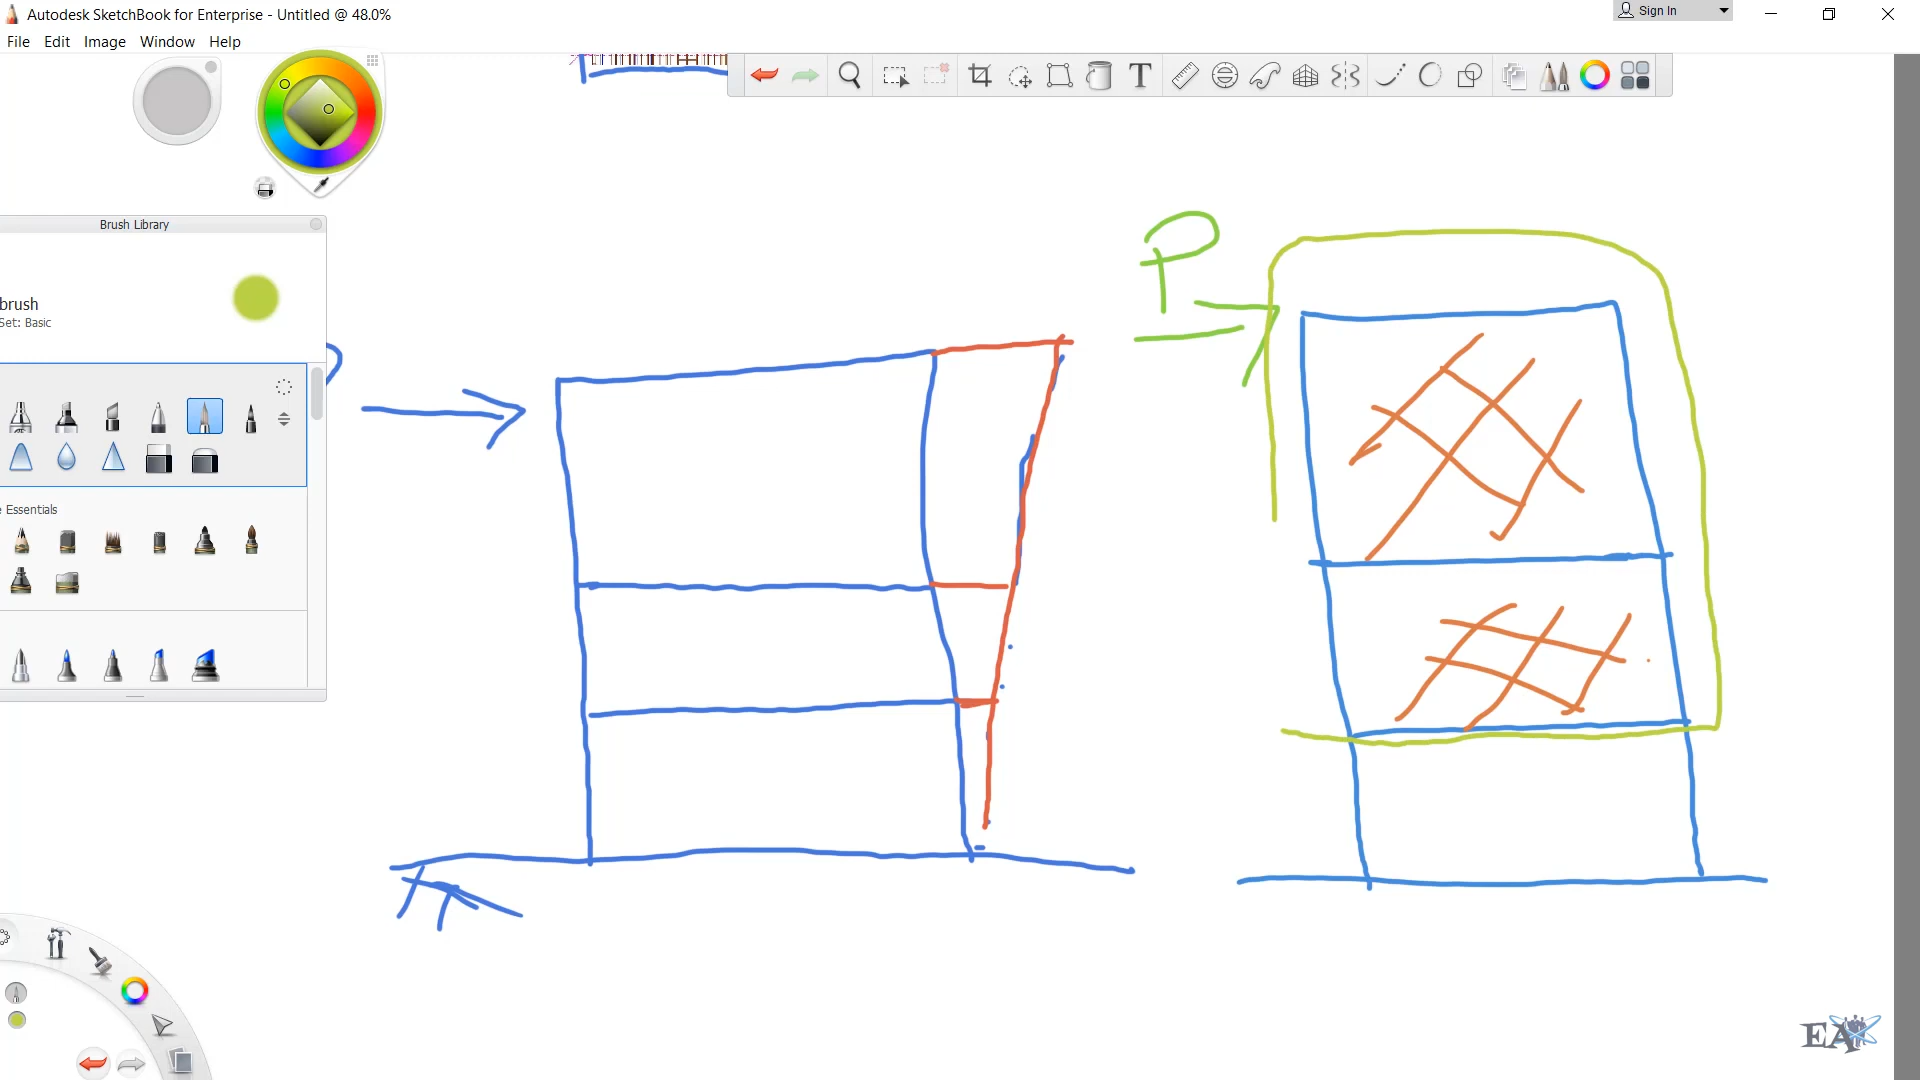 Autodesk SketchBook for Enterprise - Untitled @ 48.0%
Sign In
File Edit Image Window Help
T
Brush Library
brush
Set: Basic
Essentials
P
EA